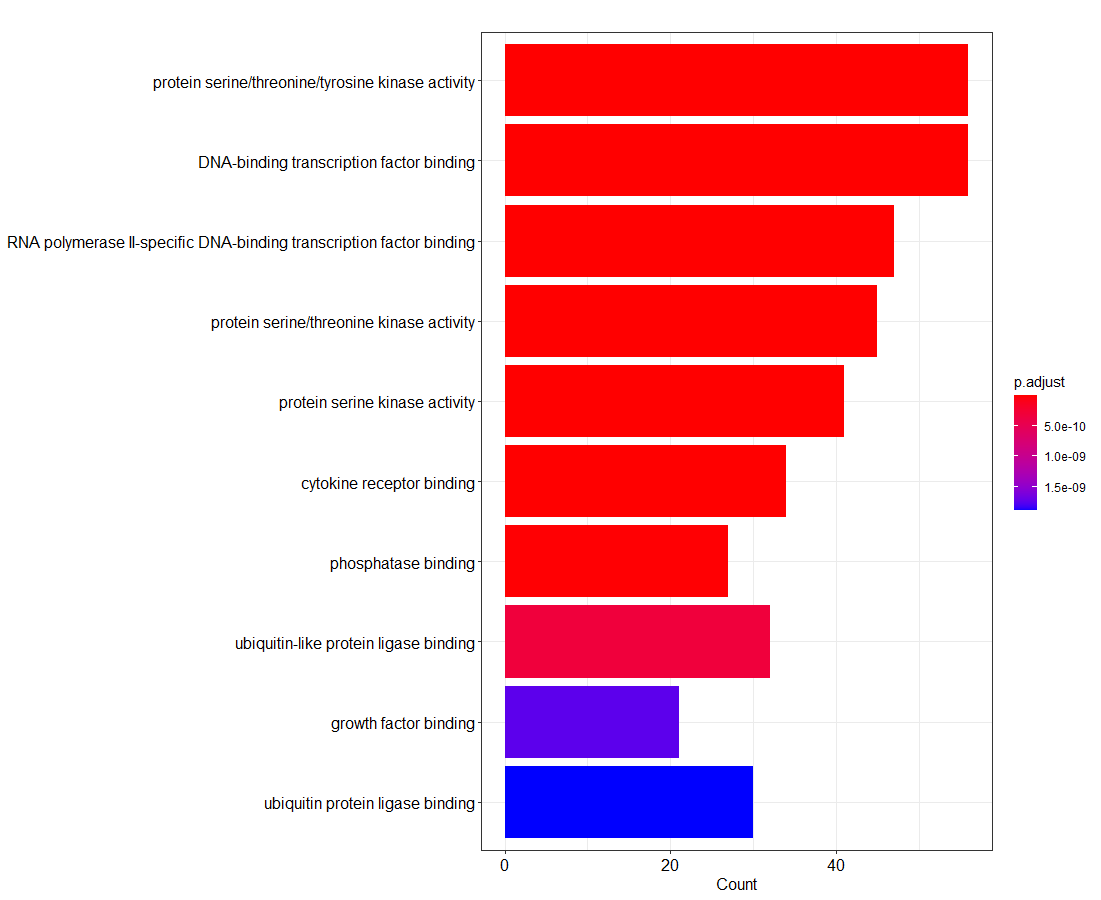 protein serine/threonine/tyrosine kinase activity
DNA-binding transcription factor binding
RNA polymerase II-specific DNA-binding transcription factor binding
protein serine/threonine kinase activity
protein serine kinase activity
cytokine receptor binding
phosphatase binding
ubiquitin-like protein ligase binding
growth factor binding
ubiquitin protein ligase binding
0 20 40
Count
p.adjust
5.0e-10
1.0e-09
1.5e-09